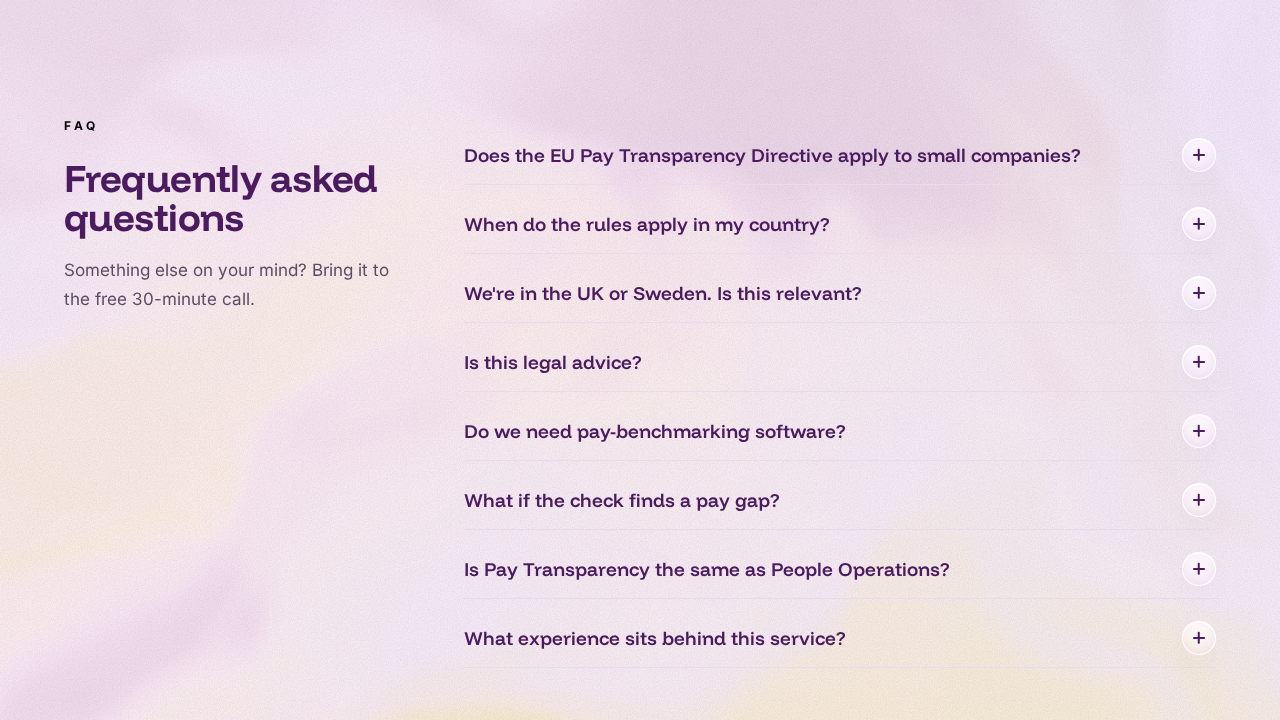 FAQ
Frequently asked
questions
Something else on your mind? Bring it to
the free 30-minute call.
Does the EU Pay Transparency Directive apply to small companies?
When do the rules apply in my country?
We're in the UK or Sweden. Is this relevant?
Is this legal advice?
Do we need pay-benchmarking software?
What if the check finds a pay gap?
Is Pay Transparency the same as People Operations?
What experience sits behind this service?